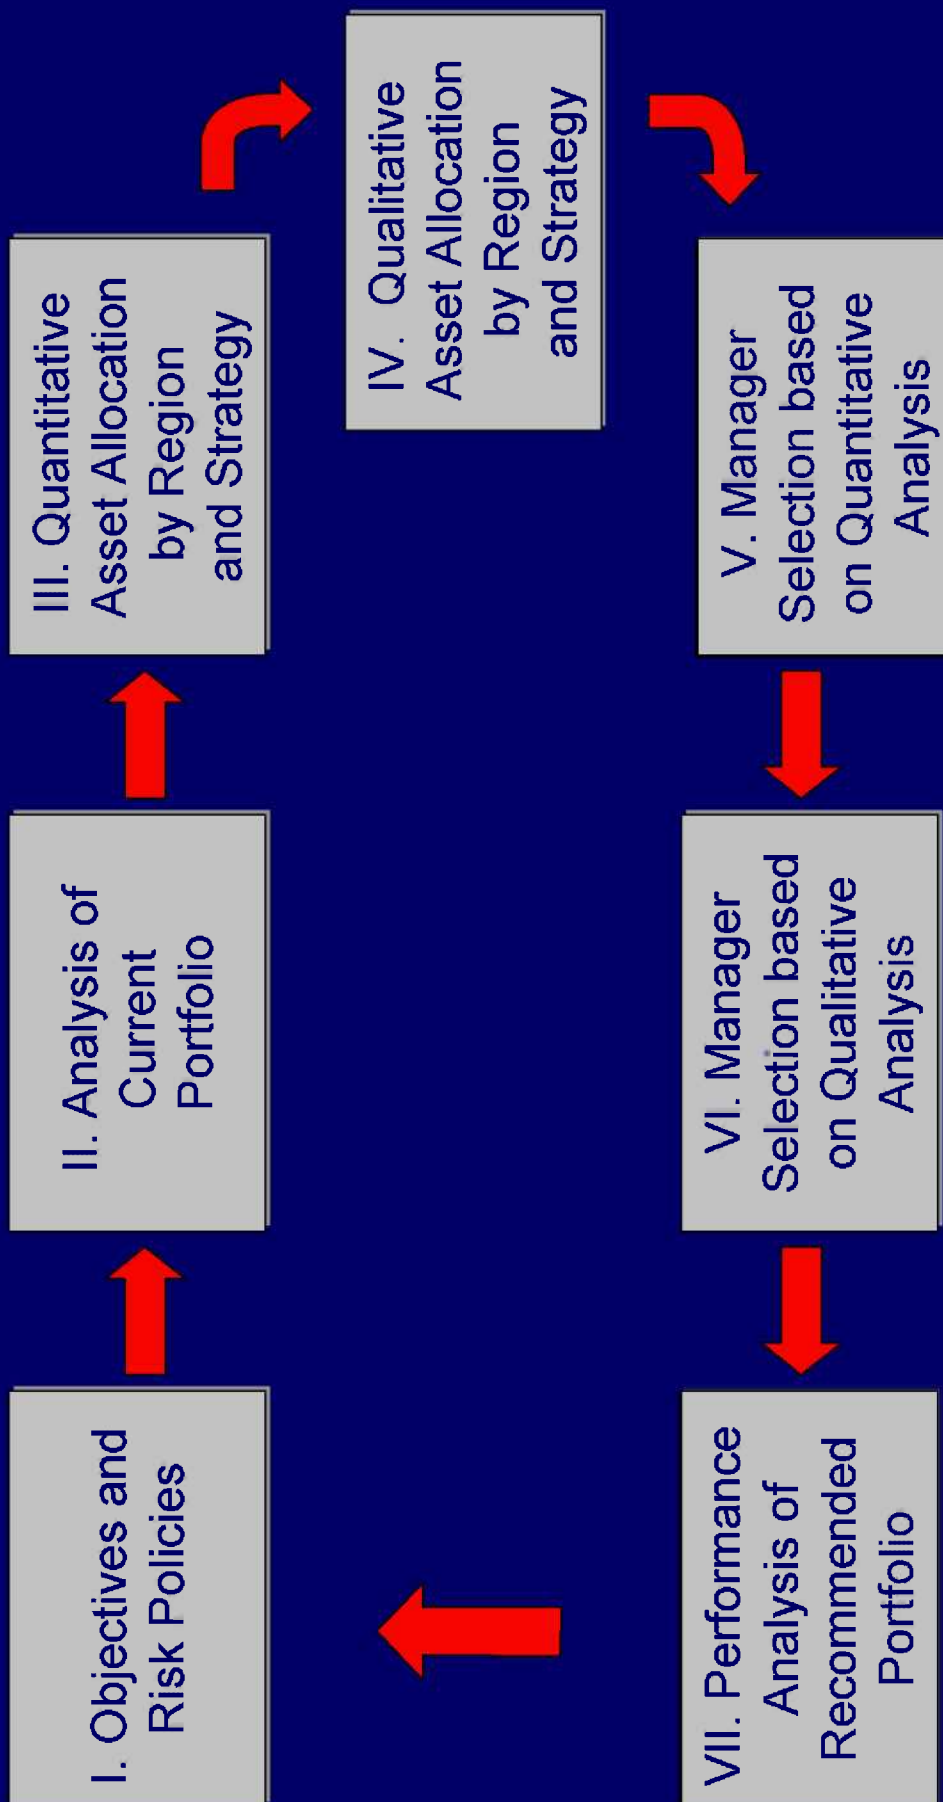 I. Objectives and
Risk Policies
II. Analysis of
Current
Portfolio
III. Quantitative
Asset Allocation
by Region
and Strategy
IV. Qualitative
Asset Allocation
by Region
and Strategy
V. Manager
Selection based
on Quantitative
Analysis
VI. Manager
Selection based
on Qualitative
Analysis
VII. Performance
Analysis of
Recommended
Portfolio